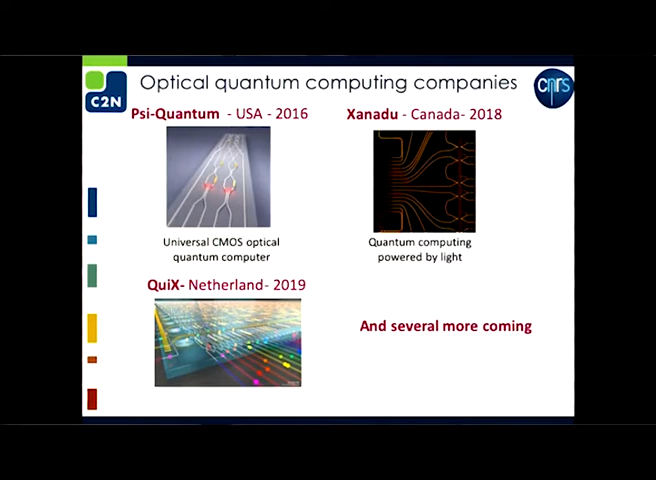 Optical quantum computing companies
C2N
cnrs
Psi-Quantum - USA - 2016
Xanadu - Canada- 2018
Universal CMOS optical
quantum computer
Quantum computing
powered by light
QuiX- Netherland- 2019
And several more coming